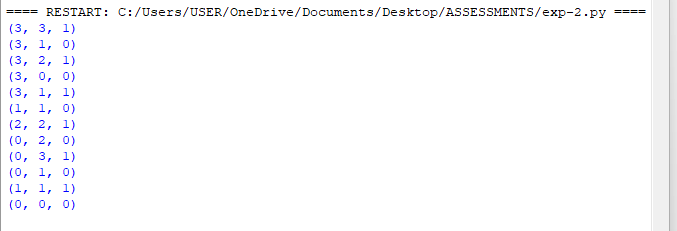 ==== RESTART: C:/Users/USER/OneDrive/Documents/Desktop/ASSESSMENTS/exp-2.py ====
(3, 3, 1)
(3, 1, 0)
(3, 2, 1)
(3, 0, 0)
(3, 1, 1)
(1, 1, 0)
(2, 2, 1)
(0, 2, 0)
(0, 3, 1)
(0, 1, 0)
(1, 1, 1)
(0, 0, 0)